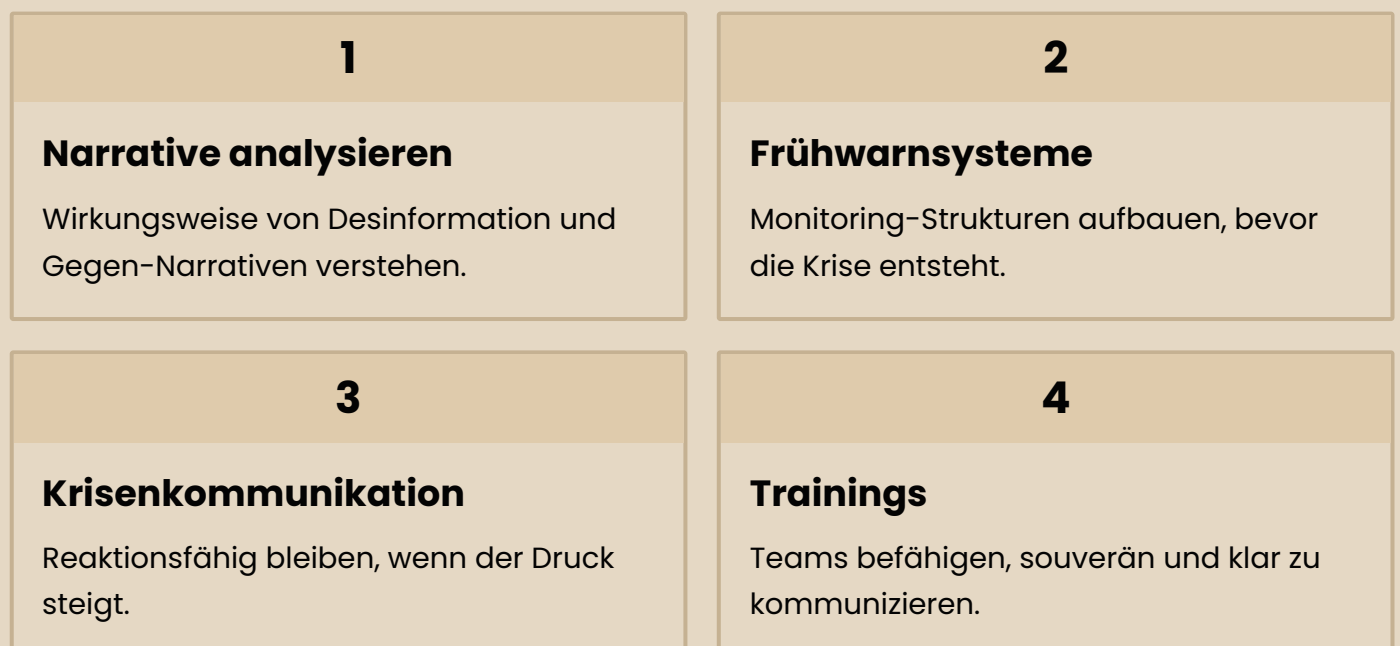 1
Narrative analysieren
Wirkungsweise von Desinformation und
Gegen-Narrativen verstehen.
2
Frühwarnsysteme
Monitoring-Strukturen aufbauen, bevor
die Krise entsteht.
3
Krisenkommunikation
Reaktionsfähig bleiben, wenn der Druck
steigt.
4
Trainings
Teams befähigen, souverän und klar zu
kommunizieren.